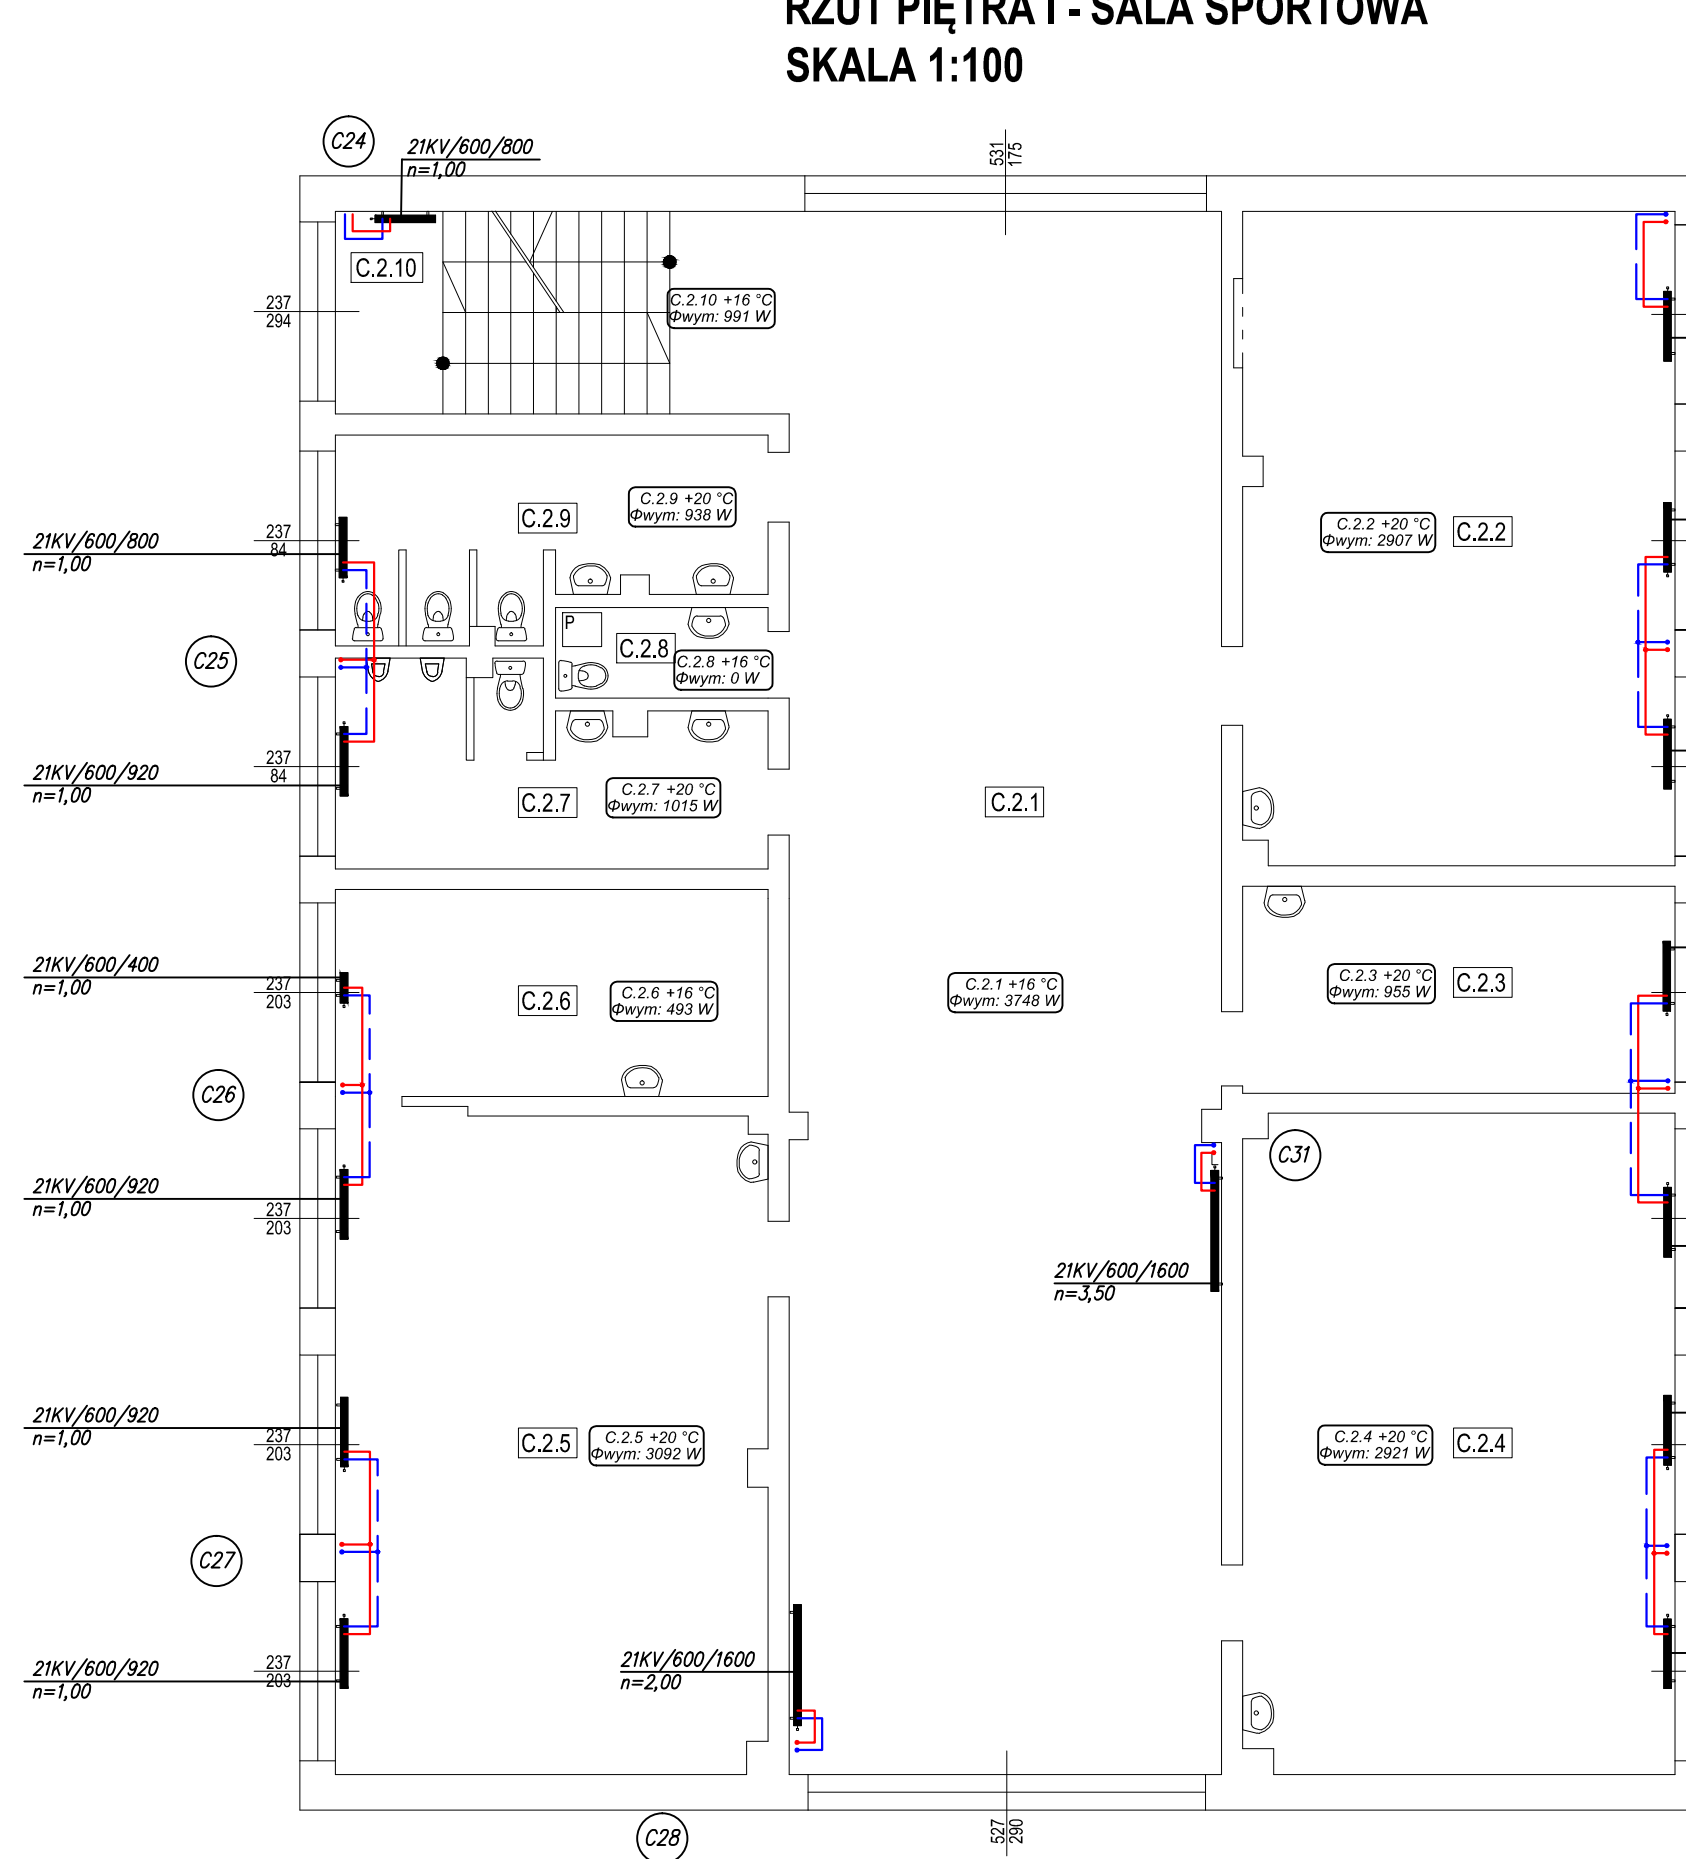 RZUT PIĘTRA I - SALA SPORTOWA
SKALA 1:100
C24
21KV/600/800
n=1,00
531
175
C.2.10
C.2.10 +16 °C
Φwym: 991 W
237
294
C.2.9
C.2.9 +20 °C
Φwym: 938 W
C.2.2 +20 °C
Φwym: 2907 W
C.2.2
21KV/600/800
n=1,00
237
84
P
C.2.8
C.2.8 +16 °C
Φwym: 0 W
C25
21KV/600/920
n=1,00
237
84
C.2.7
C.2.7 +20 °C
Φwym: 1015 W
C.2.1
21KV/600/400
n=1,00
237
203
C.2.6
C.2.6 +16 °C
Φwym: 493 W
C.2.1 +16 °C
Φwym: 3748 W
C.2.3 +20 °C
Φwym: 955 W
C.2.3
C26
C31
21KV/600/920
n=1,00
237
203
21KV/600/1600
n=3,50
21KV/600/920
n=1,00
237
203
C.2.5
C.2.5 +20 °C
Φwym: 3092 W
C.2.4 +20 °C
Φwym: 2921 W
C.2.4
C27
21KV/600/920
n=1,00
237
203
21KV/600/1600
n=2,00
C28
527
290